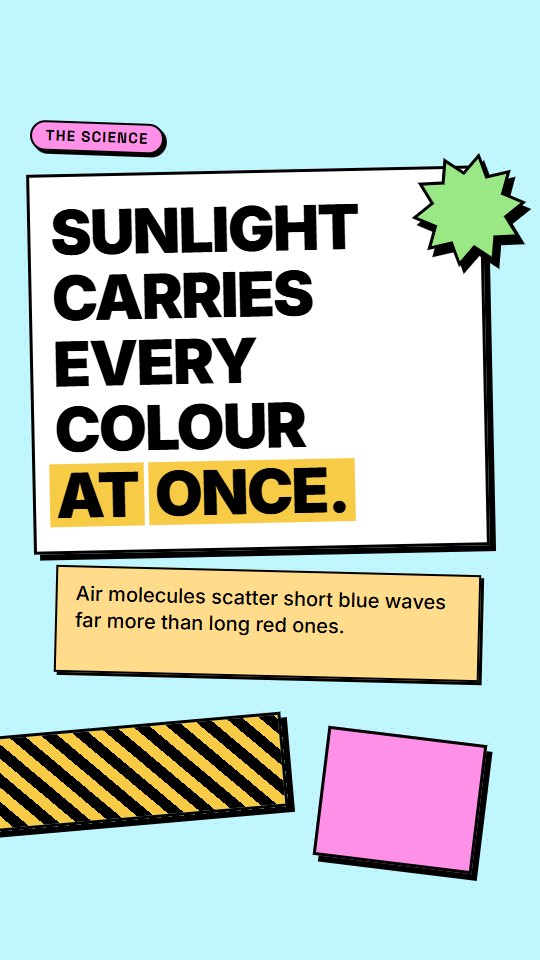 THE SCIENCE
SUNLIGHT
CARRIES
EVERY
COLOUR
AT ONCE.
Air molecules scatter short blue waves
far more than long red ones.